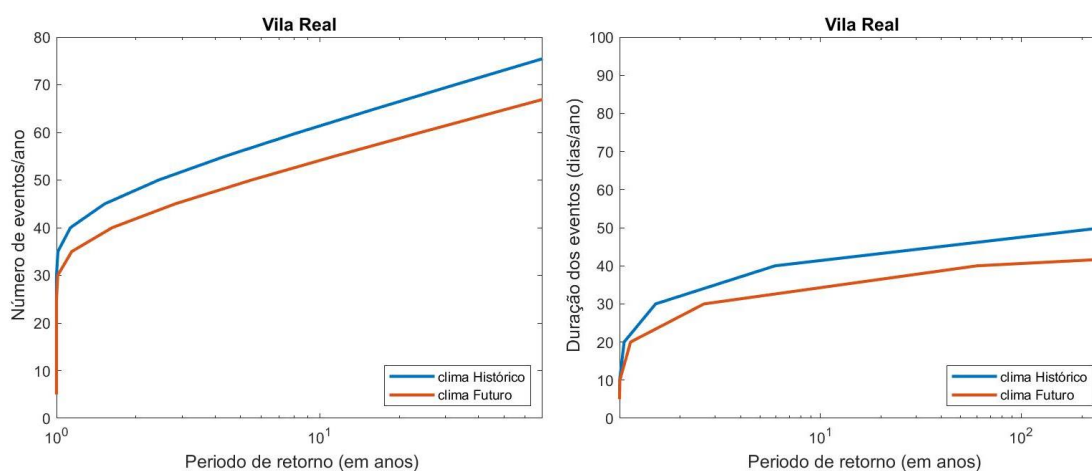 Vila Real
80
70
60
50
40
30
20
10
0
Número de eventos/ano
10^0
10^1
Periodo de retorno (em anos)
clima Histórico
clima Futuro
Vila Real
100
90
80
70
60
50
40
30
20
10
0
Duração dos eventos (dias/ano)
10^1
10^2
Periodo de retorno (em anos)
clima Histórico
clima Futuro